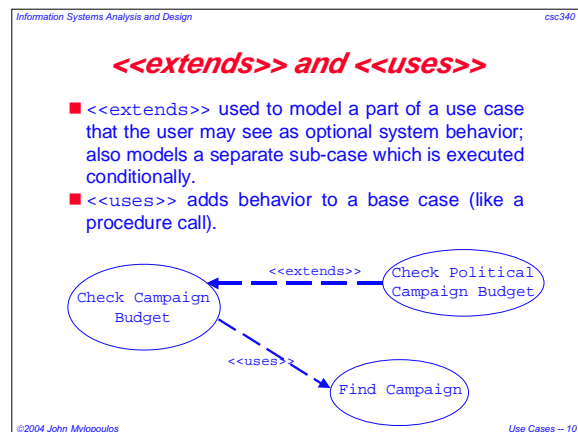 Information Systems Analysis and Design
csc340
<<extends>> and <<uses>>
<<extends>> used to model a part of a use case
that the user may see as optional system behavior;
also models a separate sub-case which is executed
conditionally.
<<uses>> adds behavior to a base case (like a
procedure call).
<<extends>>
Check Political
Campaign Budget
Check Campaign
Budget
<<uses>>
Find Campaign
©2004 John Mylopoulos
Use Cases -- 10